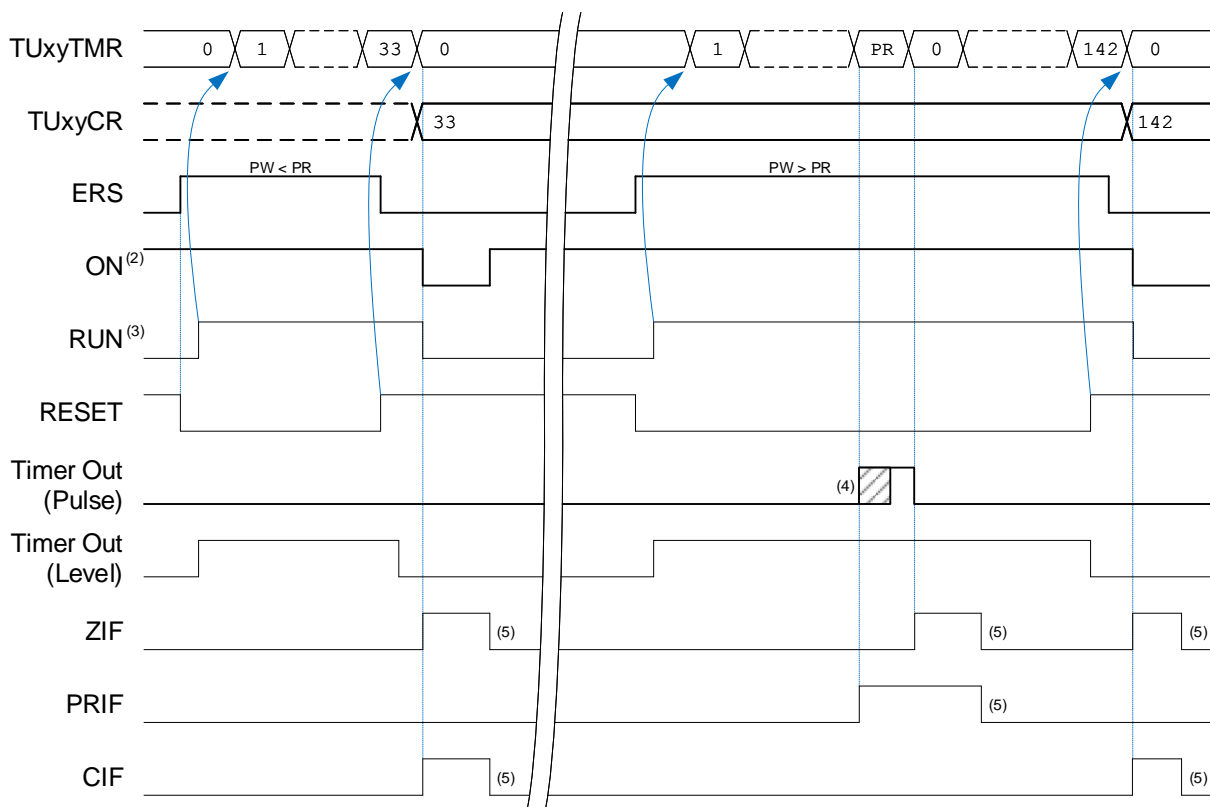 TUxyTMR 0 1 33 0 1 PR 0 142 0
TUxyCR 33 142
PW < PR PW > PR
ERS
ON(2)
RUN(3)
RESET
Timer Out
(Pulse) (4)
Timer Out
(Level)
ZIF (5) (5) (5)
PRIF (5)
CIF (5) (5)